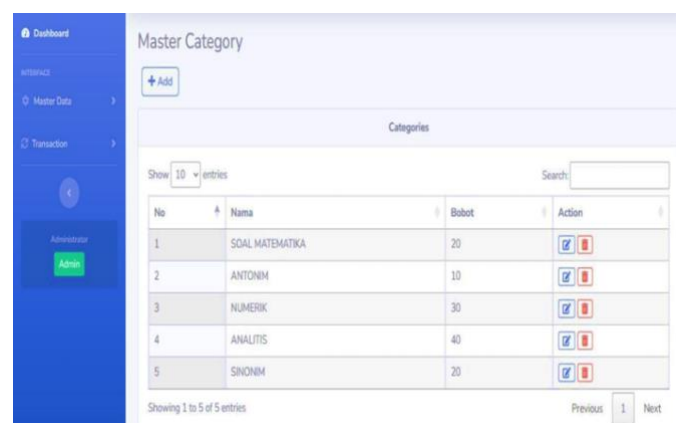 Dashboard
INTERFACE
Master Data
Transaction
Administrator
Admin
Master Category
+ Add
Categories
Show 10 entries
Search:
No Nama Bobot Action
1 SOAL MATEMATIKA 20
2 ANTONIM 10
3 NUMERIK 30
4 ANALITIS 40
5 SINONIM 20
Showing 1 to 5 of 5 entries
Previous 1 Next